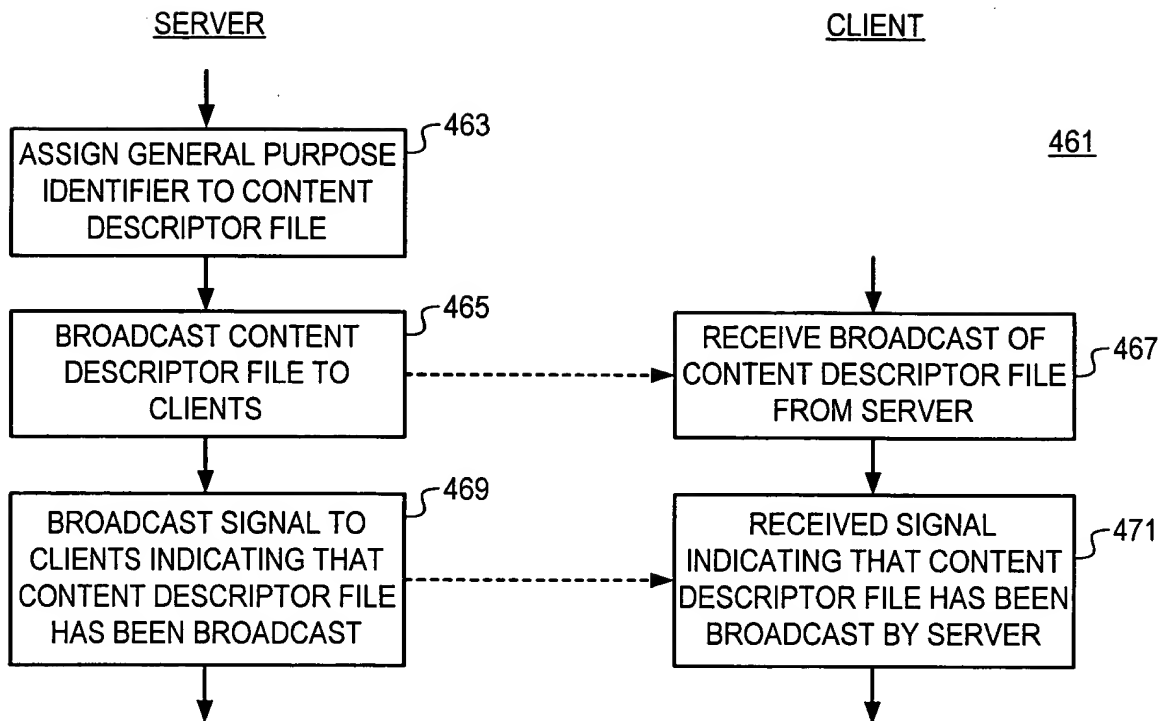 SERVER
CLIENT
461
463
ASSIGN GENERAL PURPOSE
IDENTIFIER TO CONTENT
DESCRIPTOR FILE
465
BROADCAST CONTENT
DESCRIPTOR FILE TO
CLIENTS
RECEIVE BROADCAST OF
CONTENT DESCRIPTOR FILE
FROM SERVER
467
469
BROADCAST SIGNAL TO
CLIENTS INDICATING THAT
CONTENT DESCRIPTOR FILE
HAS BEEN BROADCAST
RECEIVED SIGNAL
INDICATING THAT CONTENT
DESCRIPTOR FILE HAS BEEN
BROADCAST BY SERVER
471